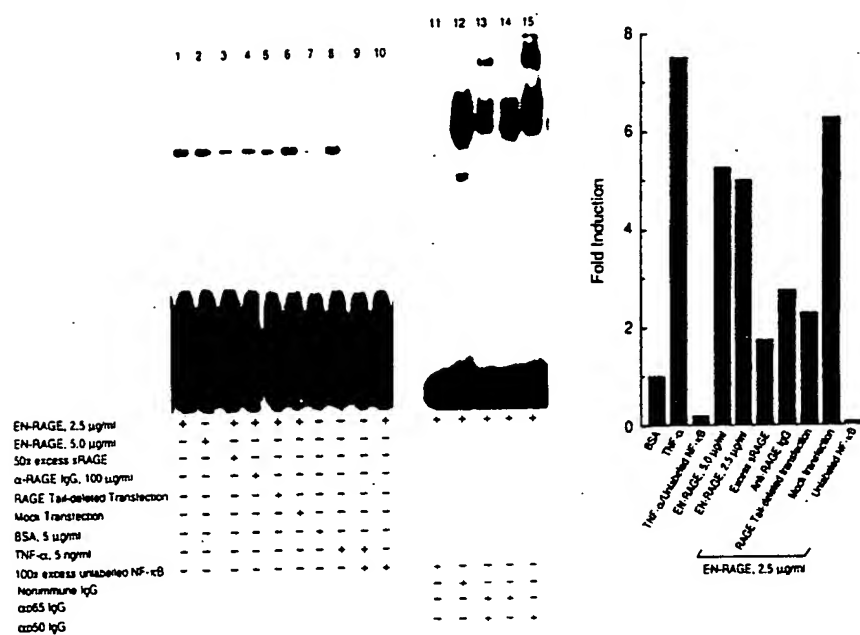 1 2 3 4 5 6 7 8 9 10
11 12 13 14 15
EN-RAGE, 2.5 µg/ml + – + + + + – – – + + + + + +
EN-RAGE, 5.0 µg/ml – + – – – – – – – –
50x excess sRAGE – – + – – – – – – –
α-RAGE IgG, 100 µg/ml – – – + – – – – – –
RAGE Tail-deleted Transfection – – – – + – – – – –
Mock Transfection – – – – – + – – – –
BSA, 5 µg/ml – – – – – – + – – –
TNF-α, 5 ng/ml – – – – – – – + + –
100x excess unlabeled NF-κB – – – – – – – – + + + – – – –
Nonimmune IgG – + – – –
αp65 IgG
αp50 IgG
Fold Induction
8
6
4
2
0
BSA
TNF-α
TNF-α/Unlabeled NF-κB
EN-RAGE, 5.0 µg/ml
EN-RAGE, 2.5 µg/ml
Excess sRAGE
Anti-RAGE IgG
RAGE Tail-deleted transfection
Mock Transfection
Unlabeled NF-κB
EN-RAGE, 2.5 µg/ml